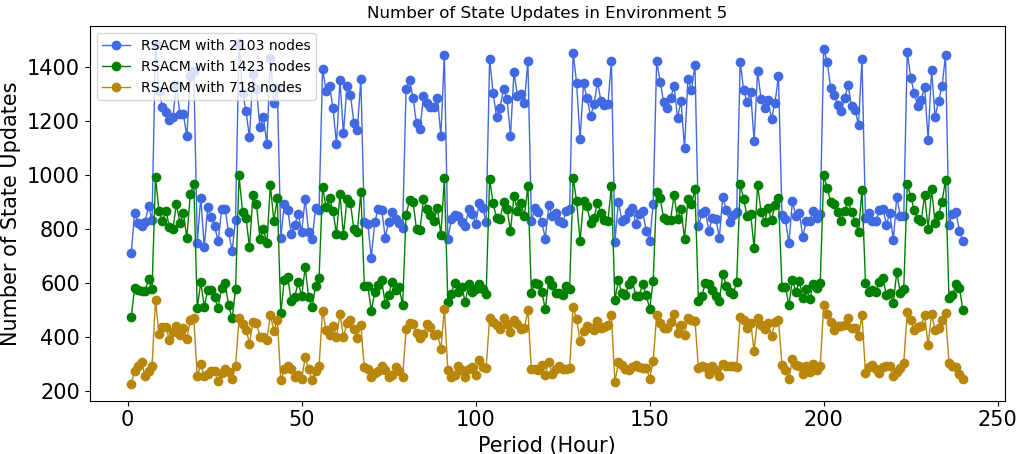 Number of State Updates in Environment 5
RSACM with 2103 nodes
RSACM with 1423 nodes
RSACM with 718 nodes
Number of State Updates
1400
1200
1000
800
600
400
200
0
50
100
150
200
250
Period (Hour)